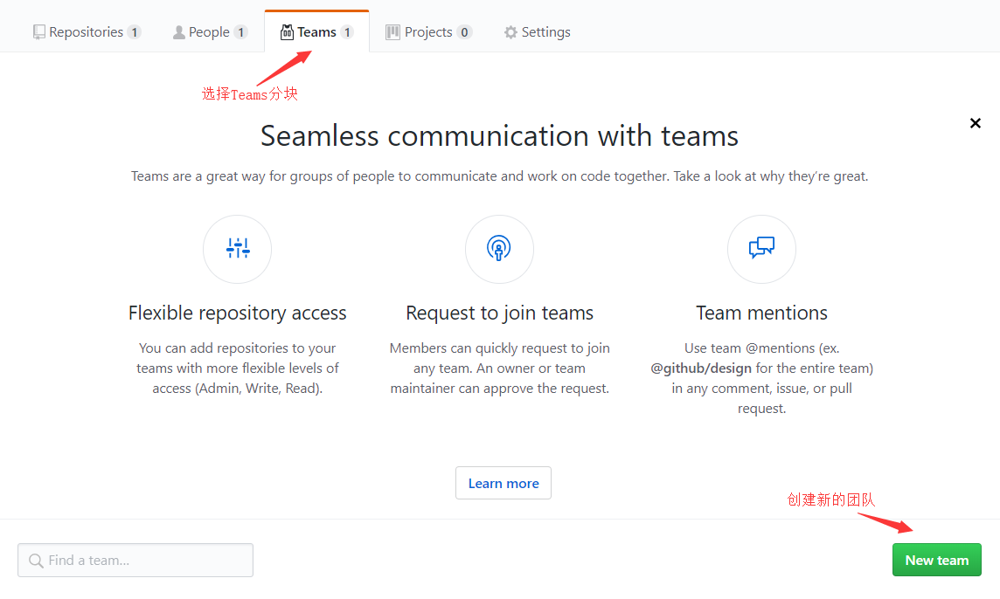 Repositories 1 People 1 Teams 1 Projects 0 Settings
选择Teams分块
Seamless communication with teams
Teams are a great way for groups of people to communicate and work on code together. Take a look at why they’re great.
Flexible repository access
You can add repositories to your
teams with more flexible levels of
access (Admin, Write, Read).
Request to join teams
Members can quickly request to join
any team. An owner or team
maintainer can approve the request.
Team mentions
Use team @mentions (ex.
@github/design for the entire team)
in any comment, issue, or pull
request.
Learn more
创建新的团队
Find a team...
New team